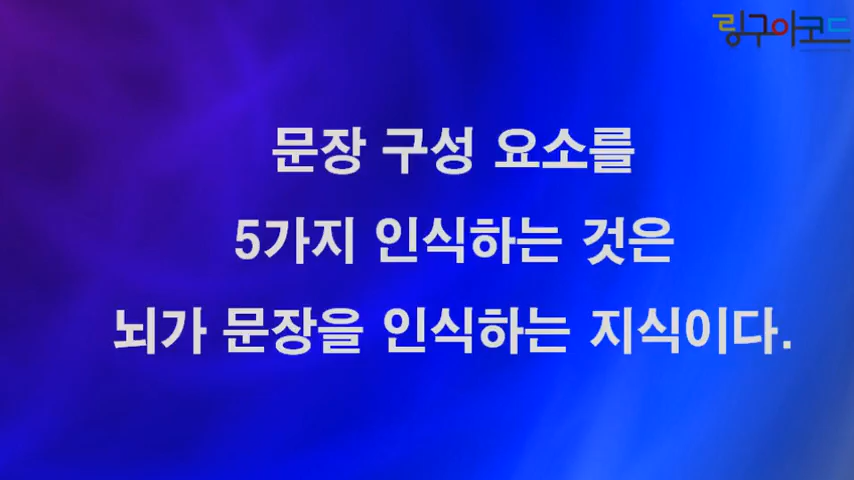 링구아코드
문장 구성 요소를
5가지 인식하는 것은
뇌가 문장을 인식하는 지식이다.